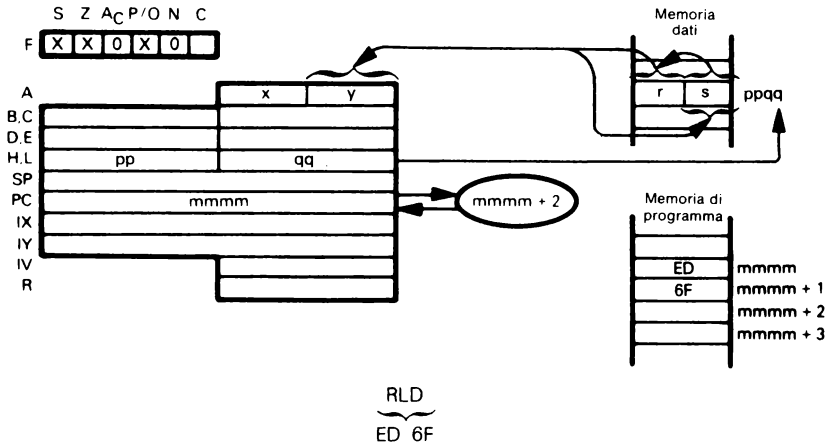 S Z AC P/O N C
F X X 0 X 0
A x y
B.C
D.E
H.L pp qq
SP
PC mmmm mmmm + 2
IX
IY
IV
R
Memoria
dati
r s ppqq
Memoria di
programma
ED mmmm
6F mmmm + 1
mmmm + 2
mmmm + 3
RLD
ED 6F